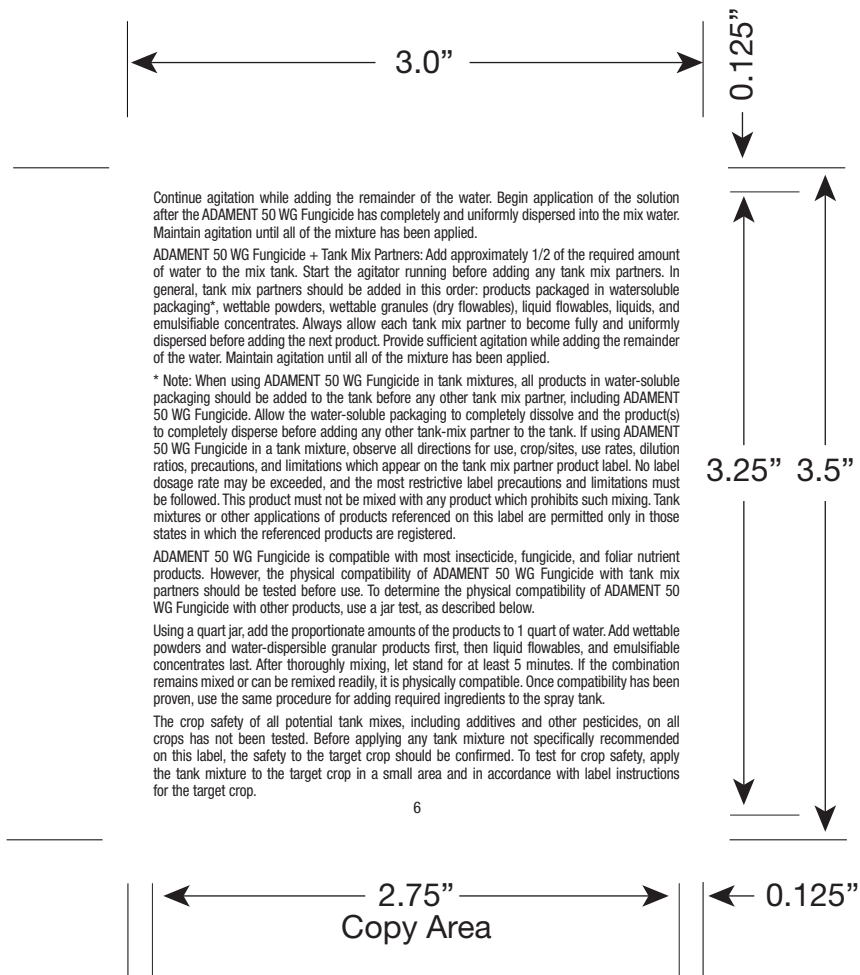 3.0”
0.125”
Continue agitation while adding the remainder of the water. Begin application of the solution
after the ADAMENT 50 WG Fungicide has completely and uniformly dispersed into the mix water.
Maintain agitation until all of the mixture has been applied.
ADAMENT 50 WG Fungicide + Tank Mix Partners: Add approximately 1/2 of the required amount
of water to the mix tank. Start the agitator running before adding any tank mix partners. In
general, tank mix partners should be added in this order: products packaged in watersoluble
packaging*, wettable powders, wettable granules (dry flowables), liquid flowables, liquids, and
emulsifiable concentrates. Always allow each tank mix partner to become fully and uniformly
dispersed before adding the next product. Provide sufficient agitation while adding the remainder
of the water. Maintain agitation until all of the mixture has been applied.
* Note: When using ADAMENT 50 WG Fungicide in tank mixtures, all products in water-soluble
packaging should be added to the tank before any other tank mix partner, including ADAMENT
50 WG Fungicide. Allow the water-soluble packaging to completely dissolve and the product(s)
to completely disperse before adding any other tank-mix partner to the tank. If using ADAMENT
50 WG Fungicide in a tank mixture, observe all directions for use, crop/sites, use rates, dilution
ratios, precautions, and limitations which appear on the tank mix partner product label. No label
dosage rate may be exceeded, and the most restrictive label precautions and limitations must
be followed. This product must not be mixed with any product which prohibits such mixing. Tank
mixtures or other applications of products referenced on this label are permitted only in those
states in which the referenced products are registered.
ADAMENT 50 WG Fungicide is compatible with most insecticide, fungicide, and foliar nutrient
products. However, the physical compatibility of ADAMENT 50 WG Fungicide with tank mix
partners should be tested before use. To determine the physical compatibility of ADAMENT 50
WG Fungicide with other products, use a jar test, as described below.
Using a quart jar, add the proportionate amounts of the products to 1 quart of water. Add wettable
powders and water-dispersible granular products first, then liquid flowables, and emulsifiable
concentrates last. After thoroughly mixing, let stand for at least 5 minutes. If the combination
remains mixed or can be remixed readily, it is physically compatible. Once compatibility has been
proven, use the same procedure for adding required ingredients to the spray tank.
The crop safety of all potential tank mixes, including additives and other pesticides, on all
crops has not been tested. Before applying any tank mixture not specifically recommended
on this label, the safety to the target crop should be confirmed. To test for crop safety, apply
the tank mixture to the target crop in a small area and in accordance with label instructions
for the target crop.
6
3.25” 3.5”
2.75”
Copy Area
0.125”